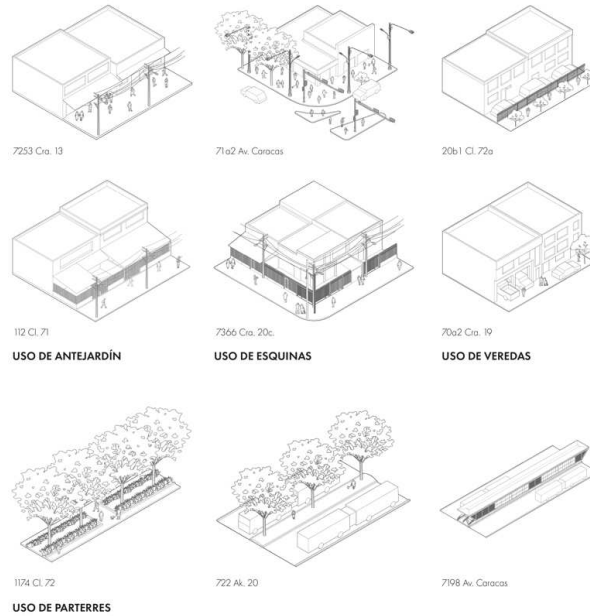 7253 Cra. 13
71a2 Av. Caracas
20b1 Cl. 72a
112 Cl. 71
7366 Cra. 20c.
70a2 Cra. 19
USO DE ANTEJARDÍN
USO DE ESQUINAS
USO DE VEREDAS
1174 Cl. 72
722 Ak. 20
7198 Av. Caracas
USO DE PARTERRES